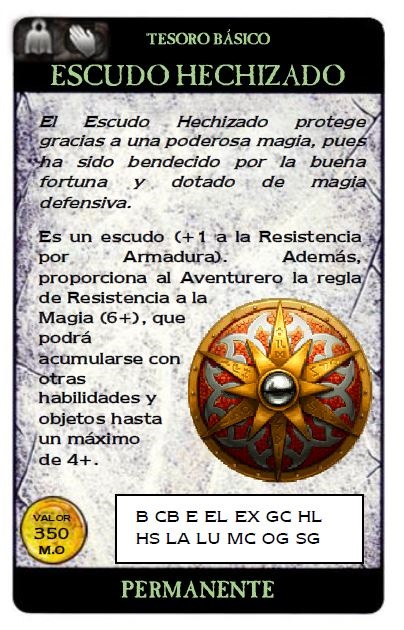 TESORO BÁSICO
ESCUDO HECHIZADO
El Escudo Hechizado protege
gracias a una poderosa magia, pues
ha sido bendecido por la buena
fortuna y dotado de magia
defensiva.
Es un escudo (+1 a la Resistencia
por Armadura). Además,
proporciona al Aventurero la regla
de Resistencia a la
Magia (6+), que
podrá
acumularse con
otras
habilidades y
objetos hasta
un máximo
de 4+.
VALOR
350
M.O
B CB E EL EX GC HL
HS LA LU MC OG SG
PERMANENTE